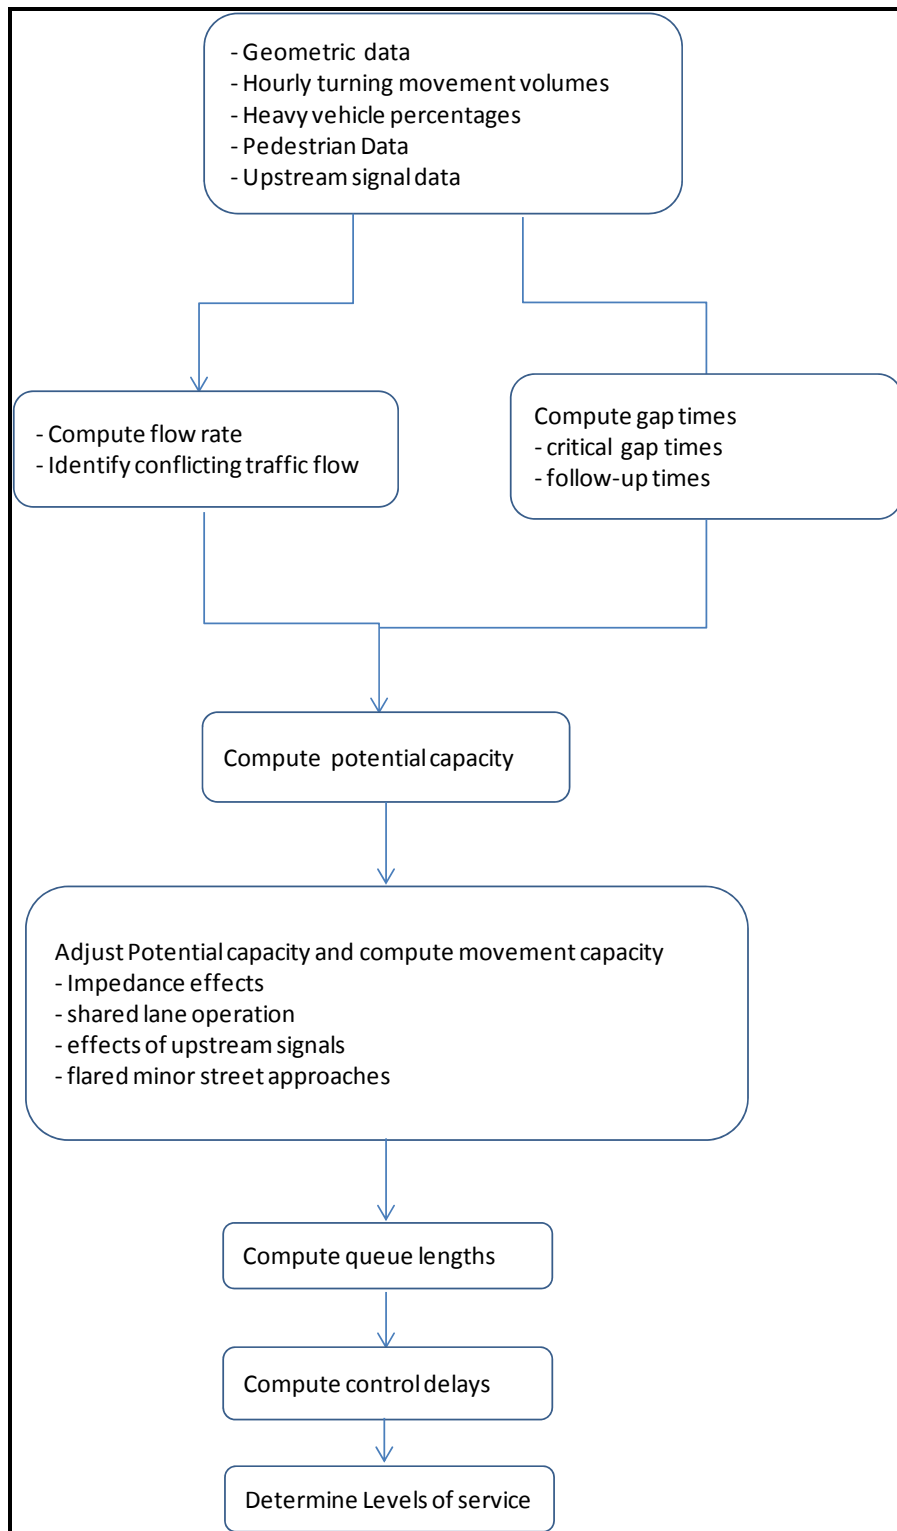 - Geometric data
- Hourly turning movement volumes
- Heavy vehicle percentages
- Pedestrian Data
- Upstream signal data
- Compute flow rate
- Identify conflicting traffic flow
Compute gap times
- critical gap times
- follow-up times
Compute potential capacity
Adjust Potential capacity and compute movement capacity
- Impedance effects
- shared lane operation
- effects of upstream signals
- flared minor street approaches
Compute queue lengths
Compute control delays
Determine Levels of service